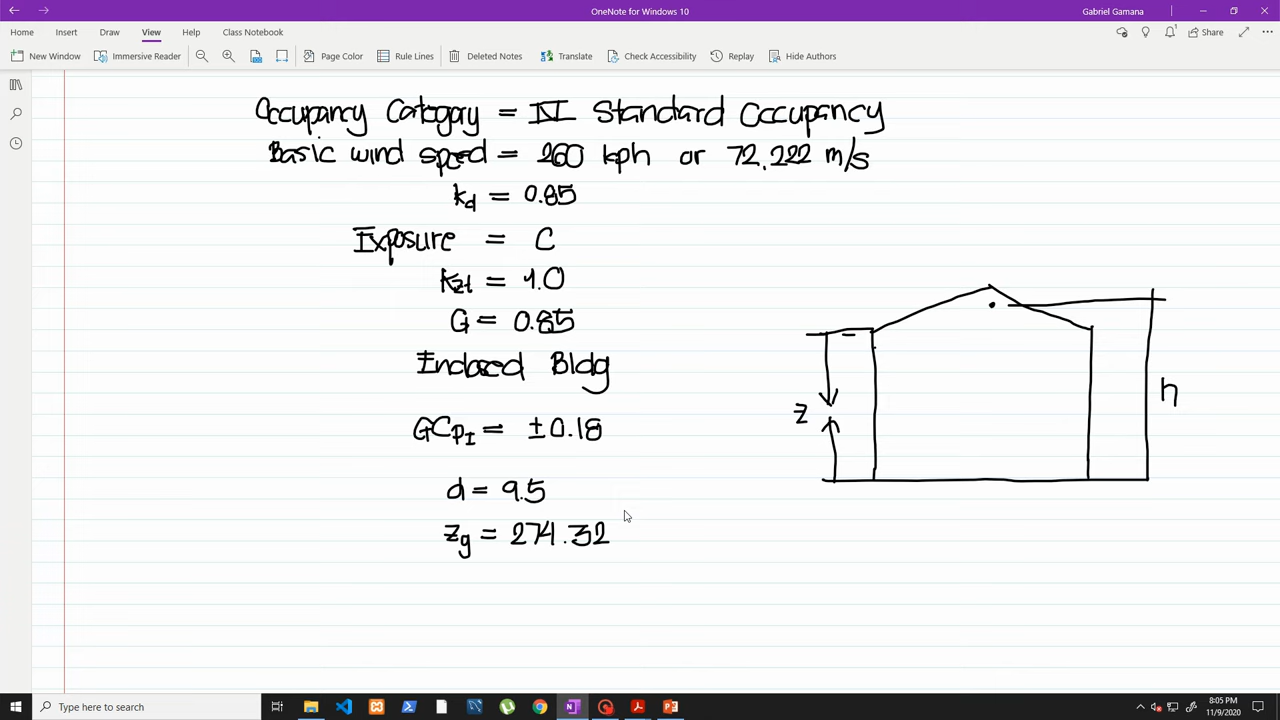 OneNote for Windows 10
Gabriel Gamana
Home Insert Draw View Help Class Notebook
Share
New Window Immersive Reader Page Color Rule Lines Deleted Notes Translate Check Accessibility Replay Hide Authors
Occupancy Category = IV Standard Occupancy
Basic wind speed = 260 kph or 72.222 m/s
kd = 0.85
Exposure = C
kzt = 1.0
G = 0.85
Enclosed Bldg
GCpI = ±0.18
d = 9.5
zg = 274.32
z
h
Type here to search
8:05 PM
11/9/2020